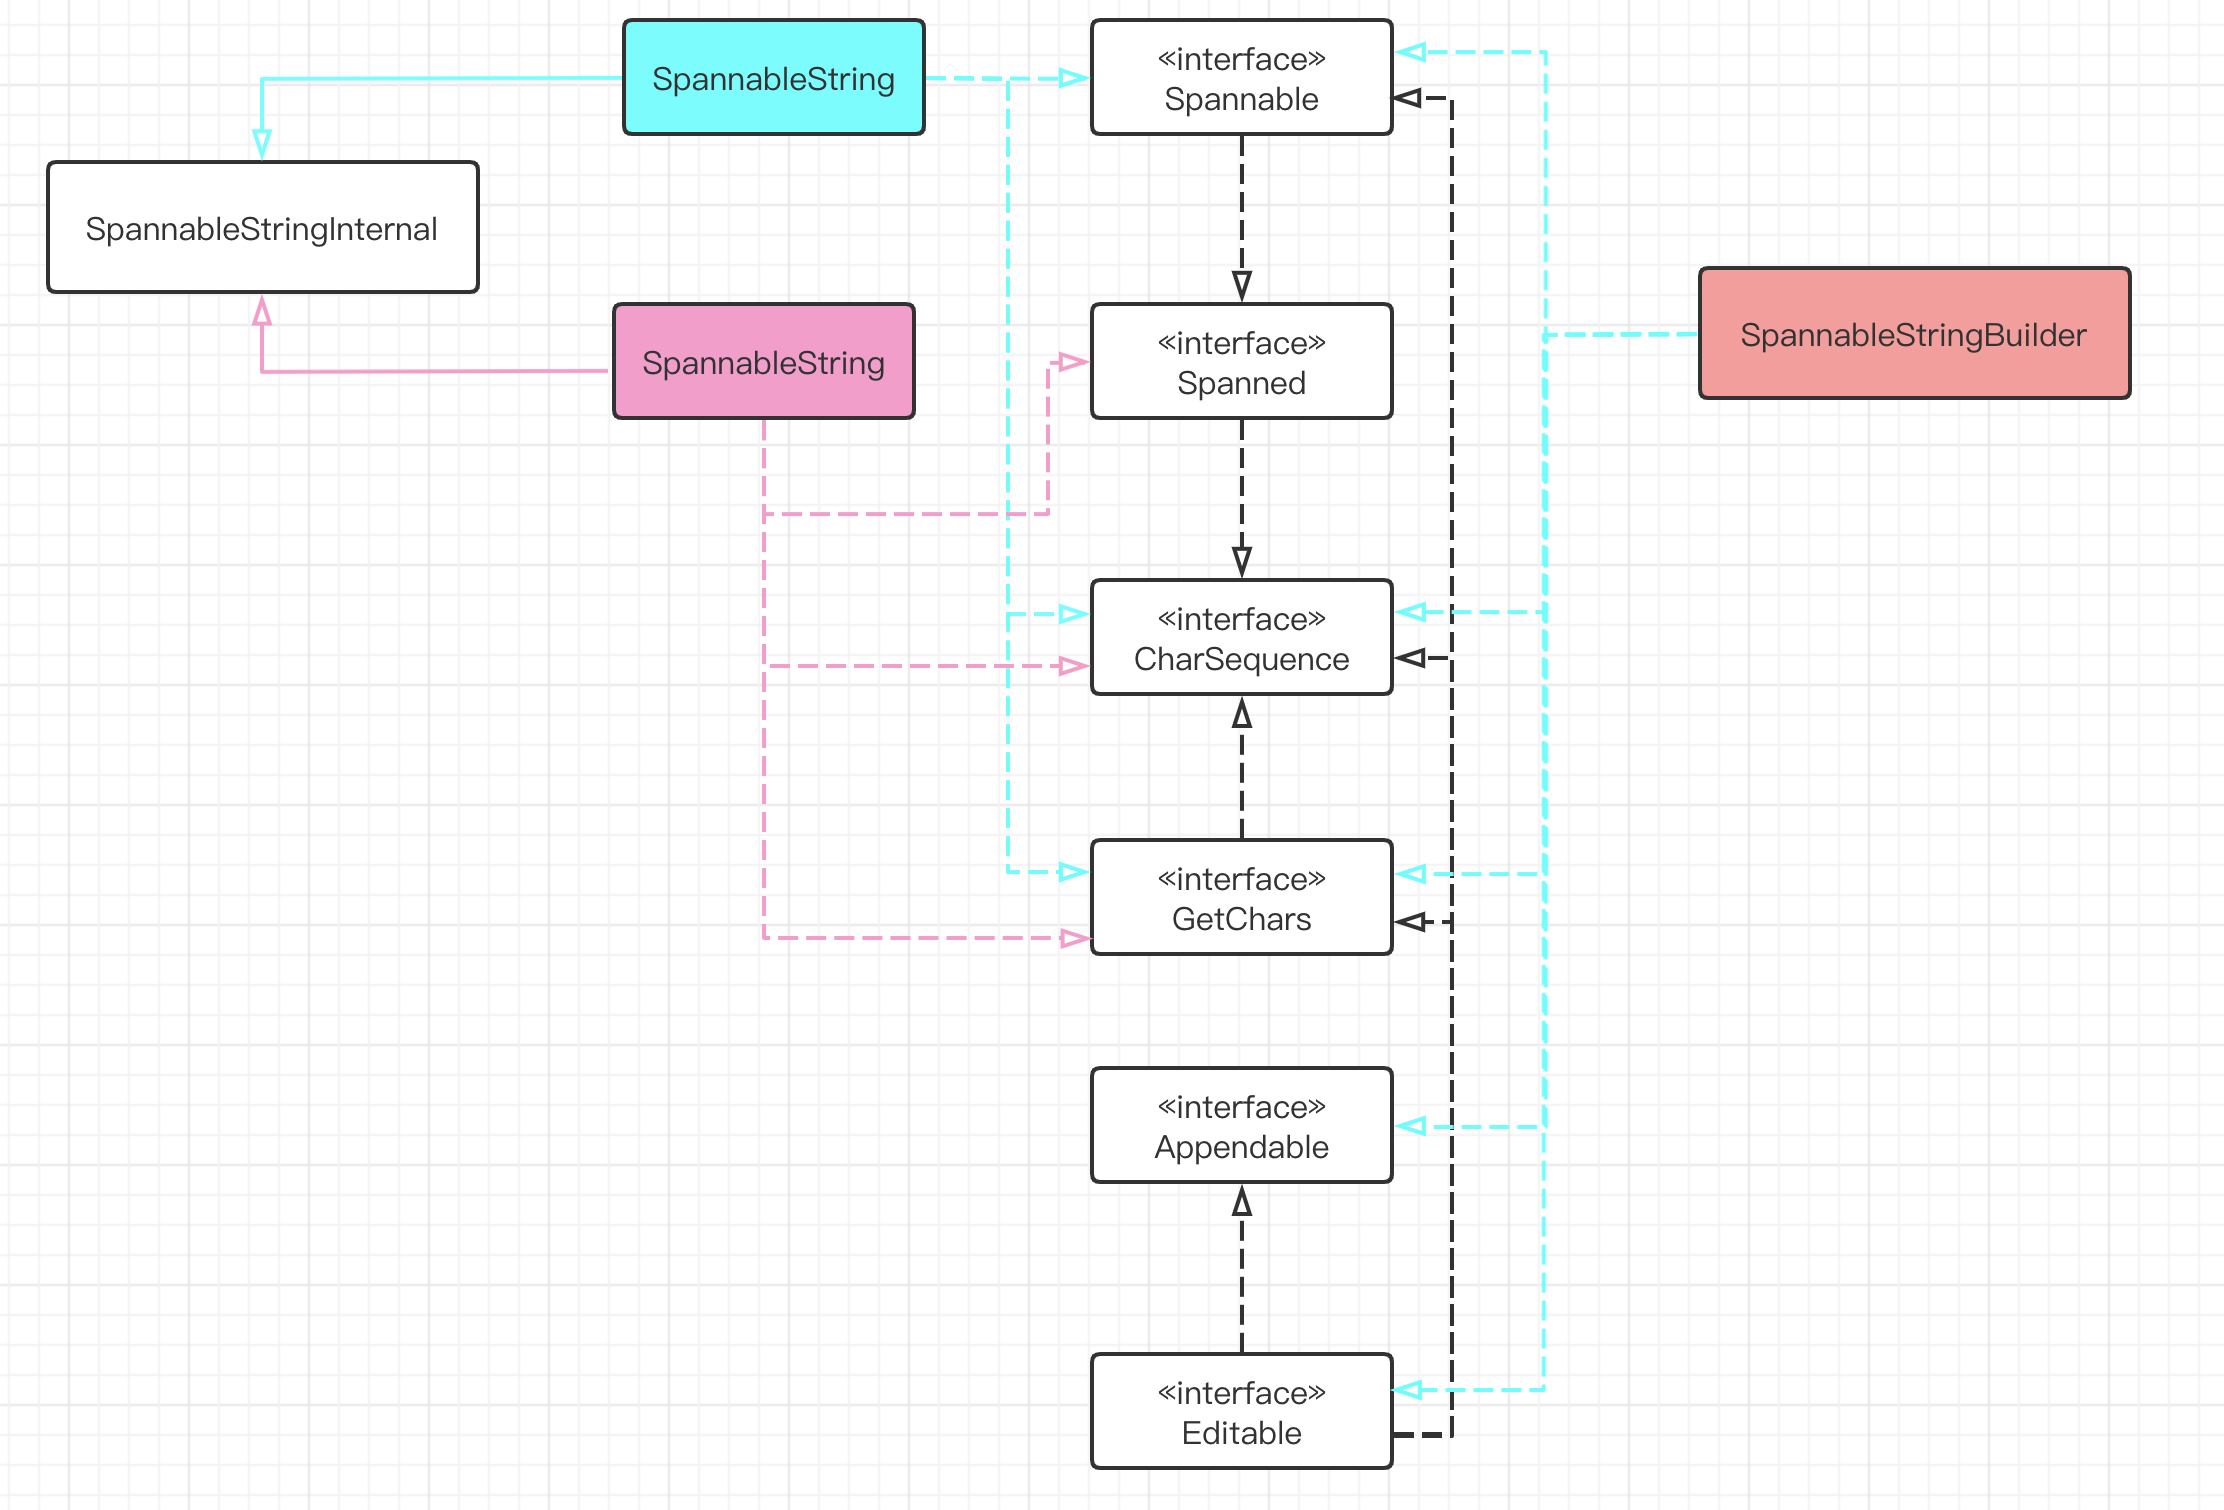 SpannableString
«interface»
Spannable
SpannableStringInternal
SpannableString
«interface»
Spanned
SpannableStringBuilder
«interface»
CharSequence
«interface»
GetChars
«interface»
Appendable
«interface»
Editable